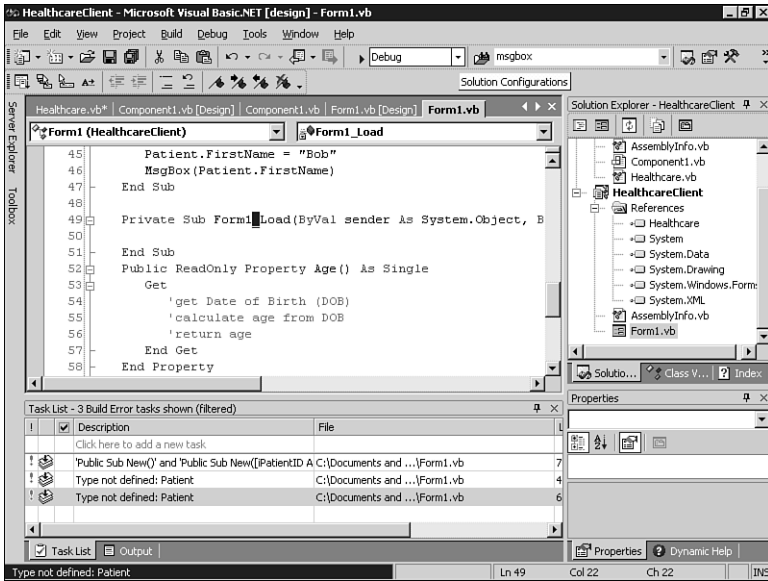 HealthcareClient - Microsoft Visual Basic.NET [design] - Form1.vb
File Edit View Project Build Debug Tools Window Help
Debug msgbox
Solution Configurations
Healthcare.vb* Component1.vb [Design] Component1.vb Form1.vb [Design] Form1.vb
Form1 (HealthcareClient) Form1_Load
45 Patient.FirstName = "Bob"
46 MsgBox(Patient.FirstName)
47 End Sub
48
49 Private Sub Form1_Load(ByVal sender As System.Object, B
50
51 End Sub
52 Public ReadOnly Property Age() As Single
53 Get
54 'get Date of Birth (DOB)
55 'calculate age from DOB
56 'return age
57 End Get
58 End Property
Server Explorer
Toolbox
Solution Explorer - HealthcareClient
AssemblyInfo.vb
Component1.vb
Healthcare.vb
HealthcareClient
References
Healthcare
System
System.Data
System.Drawing
System.Windows.Forms
System.XML
AssemblyInfo.vb
Form1.vb
Solutio... Class V... Index
Properties
Task List - 3 Build Error tasks shown (filtered)
! Description File L
Click here to add a new task
! 'Public Sub New()' and 'Public Sub New([iPatientID A C:\Documents and ...\Form1.vb 7
! Type not defined: Patient C:\Documents and ...\Form1.vb 4
! Type not defined: Patient C:\Documents and ...\Form1.vb 6
Task List Output
Properties Dynamic Help
Type not defined: Patient Ln 49 Col 22 Ch 22 INS